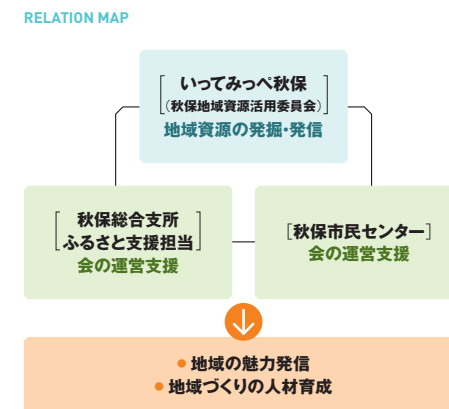 RELATION MAP
[いってみっぺ秋保
(秋保地域資源活用委員会)]
地域資源の発掘・発信
[秋保総合支所
ふるさと支援担当]
会の運営支援
[秋保市民センター]
会の運営支援
●地域の魅力発信
●地域づくりの人材育成